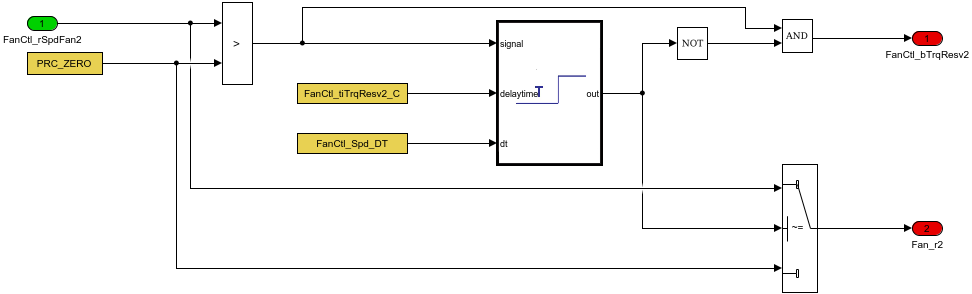 1
FanCtl_rSpdFan2
PRC_ZERO
>
signal
delaytime
T
out
dt
FanCtl_tiTrqResv2_C
FanCtl_Spd_DT
NOT
AND
1
FanCtl_bTrqResv2
~=
2
Fan_r2